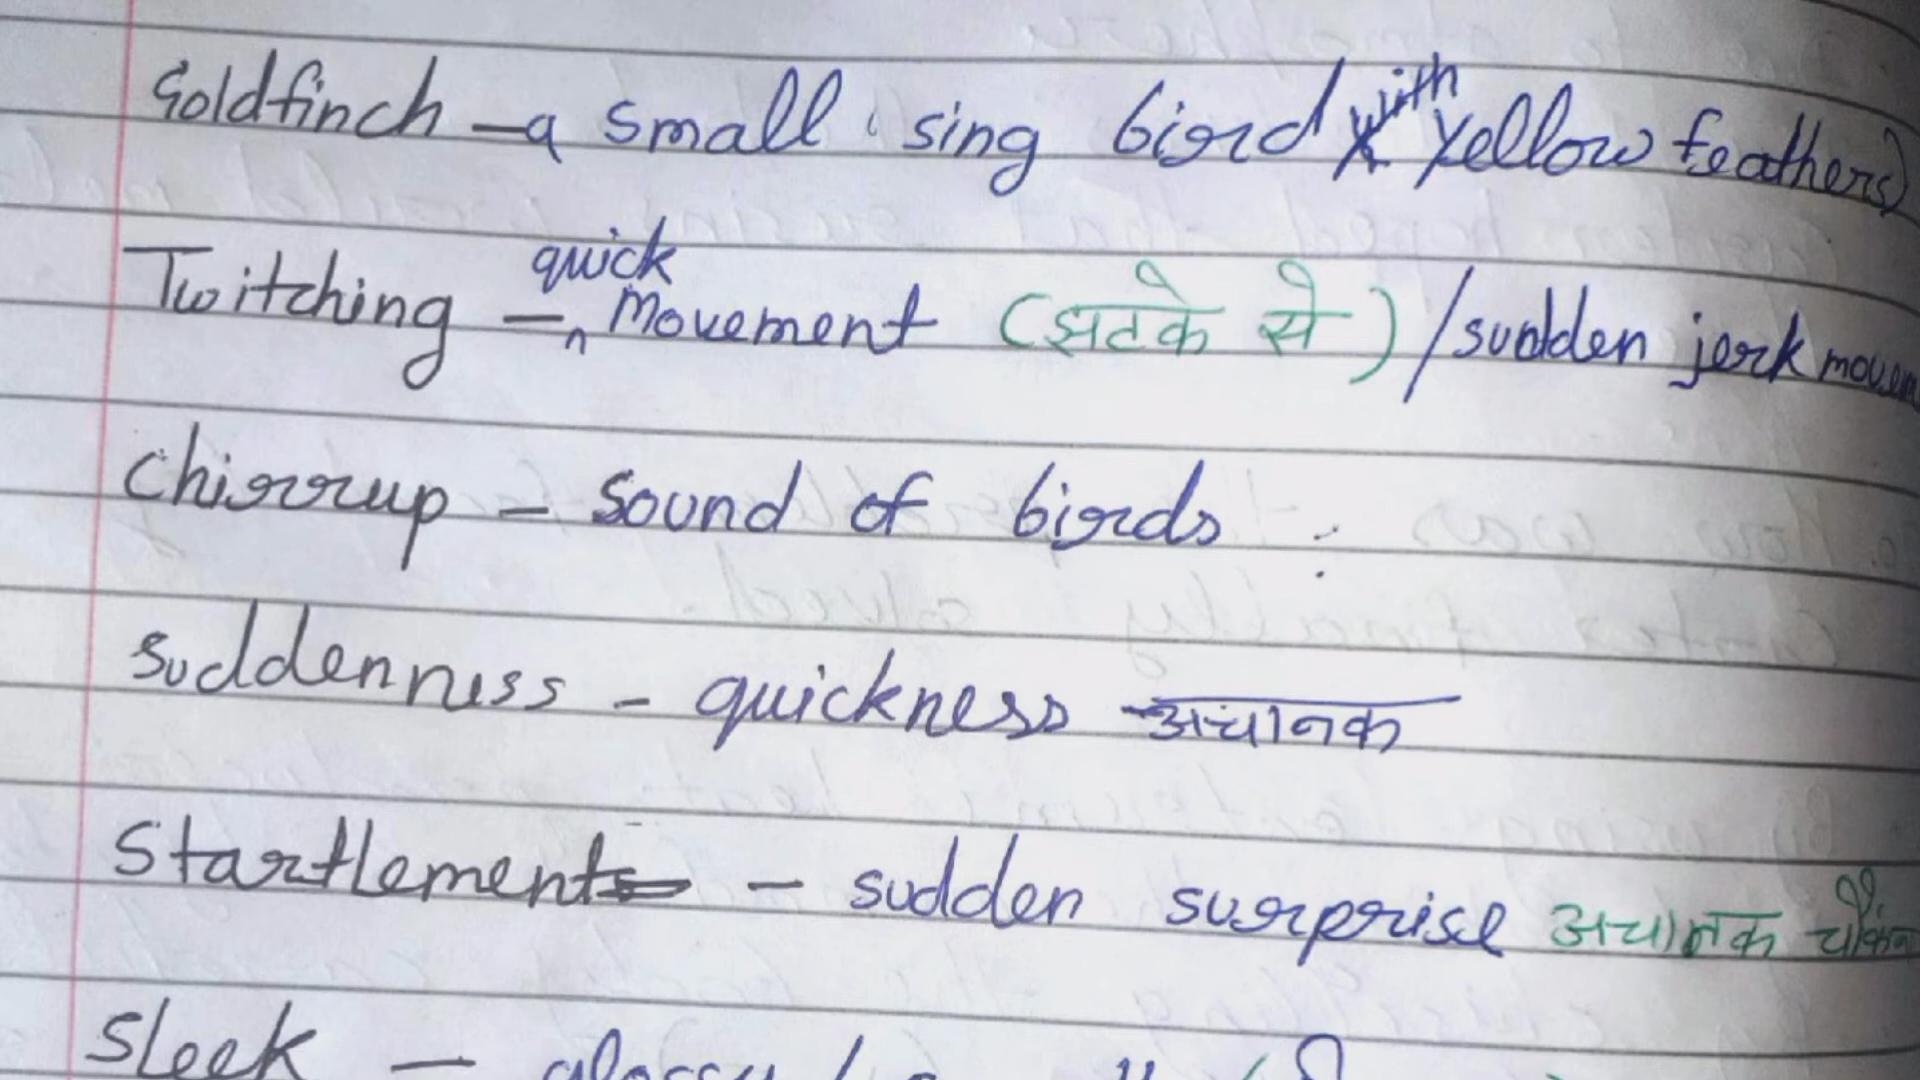 Goldfinch – a small sing bird with yellow feathers)
Twitching – quick Movement (झटके से) / sudden jerk
Chirrup – Sound of birds
Suddenness – quickness अचानक
Startlement – sudden surprise अचानक
Sleek – glossy /